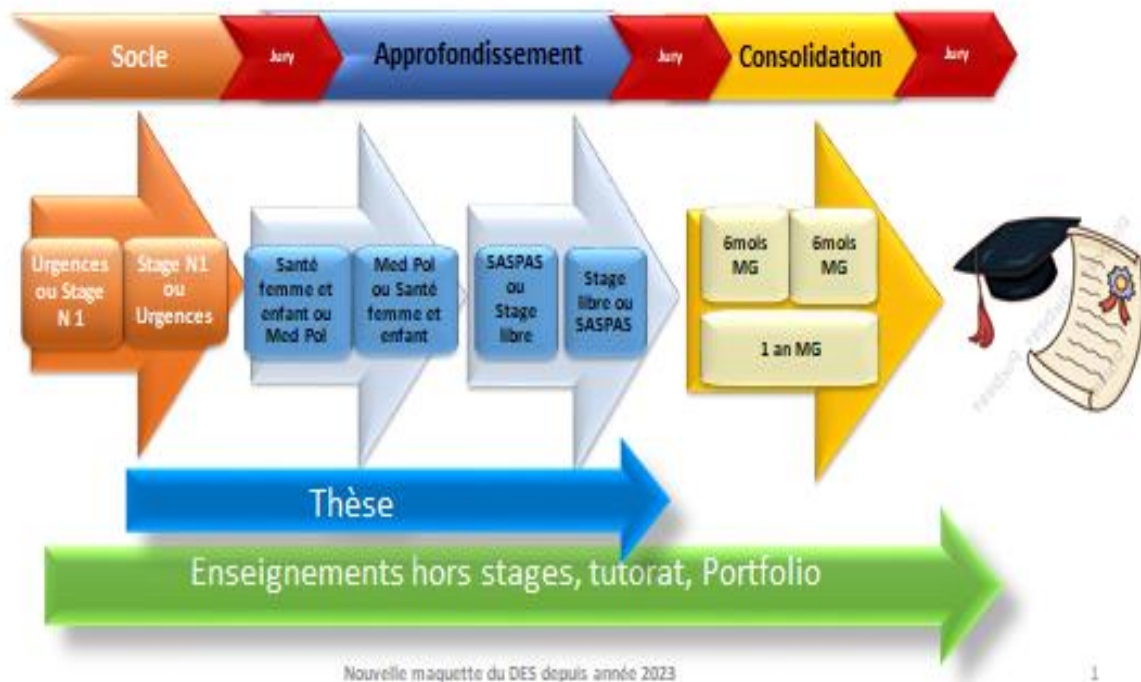 Socle
Jury
Approfondissement
Jury
Consolidation
Jury
Urgences
ou Stage
N 1
Stage N1
ou
Urgences
Santé
femme et
enfant ou
Med Pol
Med Pol
ou Santé
femme et
enfant
SASPAS
ou
Stage
libre
Stage
libre ou
SASPAS
6mois
MG
6mois
MG
1 an MG
Thèse
Enseignements hors stages, tutorat, Portfolio
Nouvelle maquette du DES depuis année 2023
1